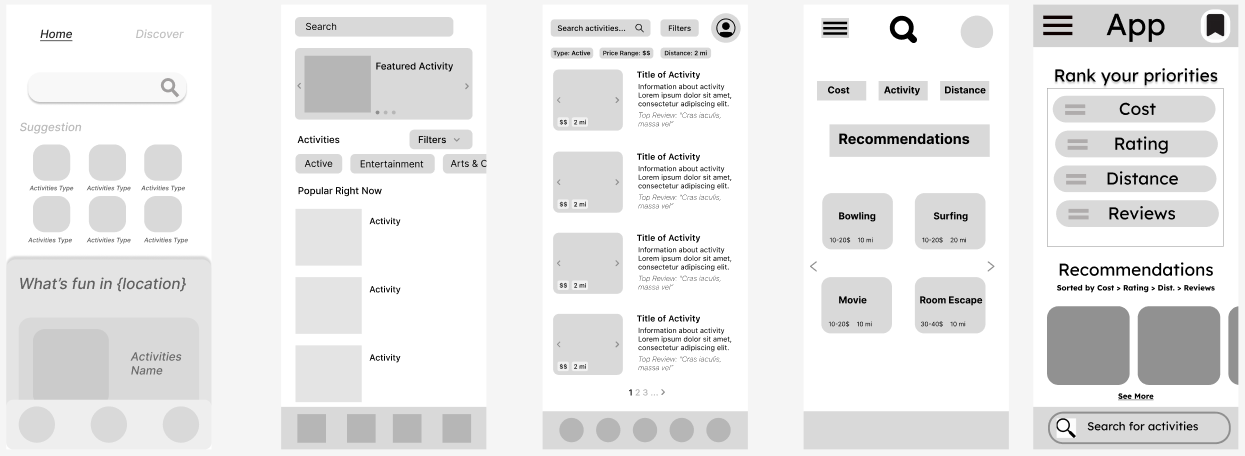 Home
Discover
Suggestion
Activities Type
Activities Type
Activities Type
Activities Type
Activities Type
Activities Type
What's fun in {location}
Activities
Name
Search
Featured Activity
Activities
Filters
Active
Entertainment
Arts & C
Popular Right Now
Activity
Activity
Activity
Search activities...
Filters
Type: Active
Price Range: $$
Distance: 2 mi
Title of Activity
Information about activity
Lorem ipsum dolor sit amet,
consectetur adipiscing elit.
Top Review: "Cras iaculis,
massa vel"
$$
2 mi
Title of Activity
Information about activity
Lorem ipsum dolor sit amet,
consectetur adipiscing elit.
Top Review: "Cras iaculis,
massa vel"
$$
2 mi
Title of Activity
Information about activity
Lorem ipsum dolor sit amet,
consectetur adipiscing elit.
Top Review: "Cras iaculis,
massa vel"
$$
2 mi
Title of Activity
Information about activity
Lorem ipsum dolor sit amet,
consectetur adipiscing elit.
Top Review: "Cras iaculis,
massa vel"
$$
2 mi
1 2 3 ... >
Cost
Activity
Distance
Recommendations
Bowling
10-20$ 10 mi
Surfing
10-20$ 20 mi
Movie
10-20$ 10 mi
Room Escape
30-40$ 10 mi
App
Rank your priorities
Cost
Rating
Distance
Reviews
Recommendations
Sorted by Cost > Rating > Dist. > Reviews
See More
Search for activities